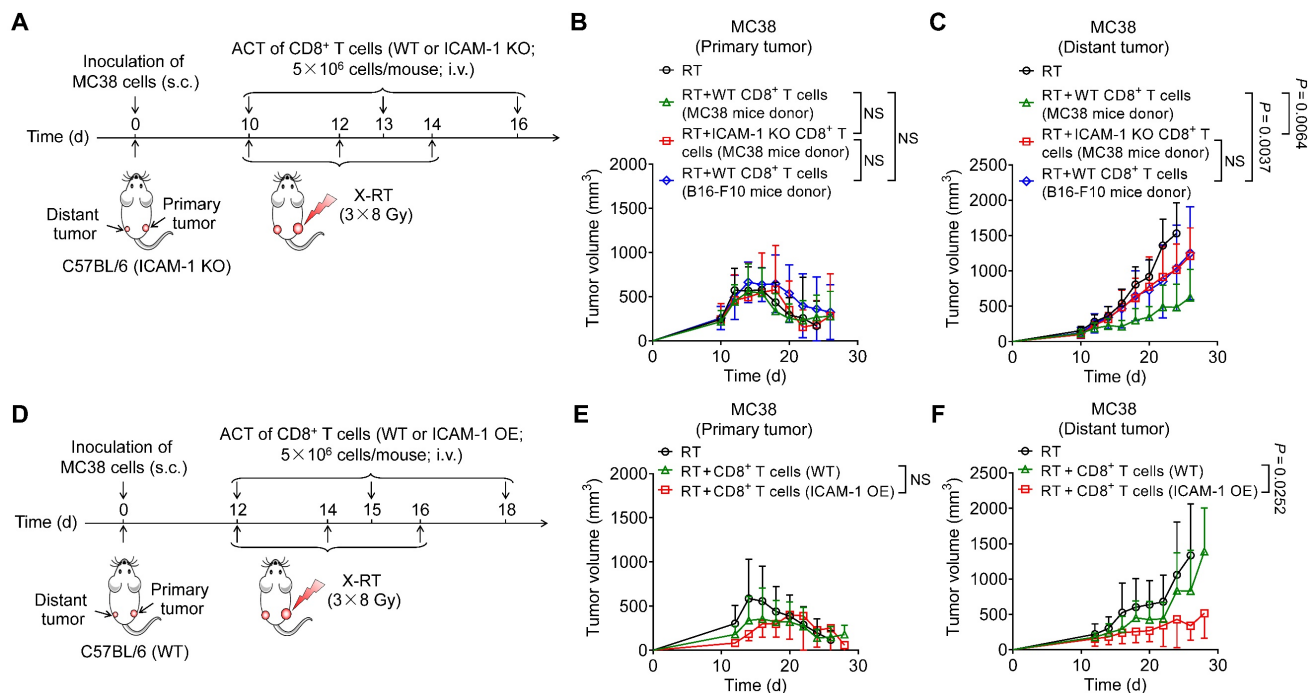 A
Inoculation of
MC38 cells (s.c.)
ACT of CD8⁺ T cells (WT or ICAM-1 KO;
5×10⁶ cells/mouse; i.v.)
Time (d)
0
10
12
13
14
16
Distant
tumor
Primary
tumor
X-RT
(3×8 Gy)
C57BL/6 (ICAM-1 KO)
B
MC38
(Primary tumor)
RT
RT+WT CD8⁺ T cells
(MC38 mice donor)
RT+ICAM-1 KO CD8⁺ T
cells (MC38 mice donor)
RT+WT CD8⁺ T cells
(B16-F10 mice donor)
NS
NS
NS
Tumor volume (mm³)
2000
1500
1000
500
0
0
10
20
30
Time (d)
C
MC38
(Distant tumor)
RT
RT+WT CD8⁺ T cells
(MC38 mice donor)
RT+ICAM-1 KO CD8⁺ T
cells (MC38 mice donor)
RT+WT CD8⁺ T cells
(B16-F10 mice donor)
NS
P = 0.0037
P = 0.0064
Tumor volume (mm³)
2500
2000
1500
1000
500
0
0
10
20
30
Time (d)
D
Inoculation of
MC38 cells (s.c.)
ACT of CD8⁺ T cells (WT or ICAM-1 OE;
5×10⁶ cells/mouse; i.v.)
Time (d)
0
12
14
15
16
18
Distant
tumor
Primary
tumor
X-RT
(3×8 Gy)
C57BL/6 (WT)
E
MC38
(Primary tumor)
RT
RT+CD8⁺ T cells (WT)
RT+CD8⁺ T cells (ICAM-1 OE)
NS
Tumor volume (mm³)
2000
1500
1000
500
0
0
10
20
30
Time (d)
F
MC38
(Distant tumor)
RT
RT+CD8⁺ T cells (WT)
RT+CD8⁺ T cells (ICAM-1 OE)
P = 0.0252
Tumor volume (mm³)
2500
2000
1500
1000
500
0
0
10
20
30
Time (d)